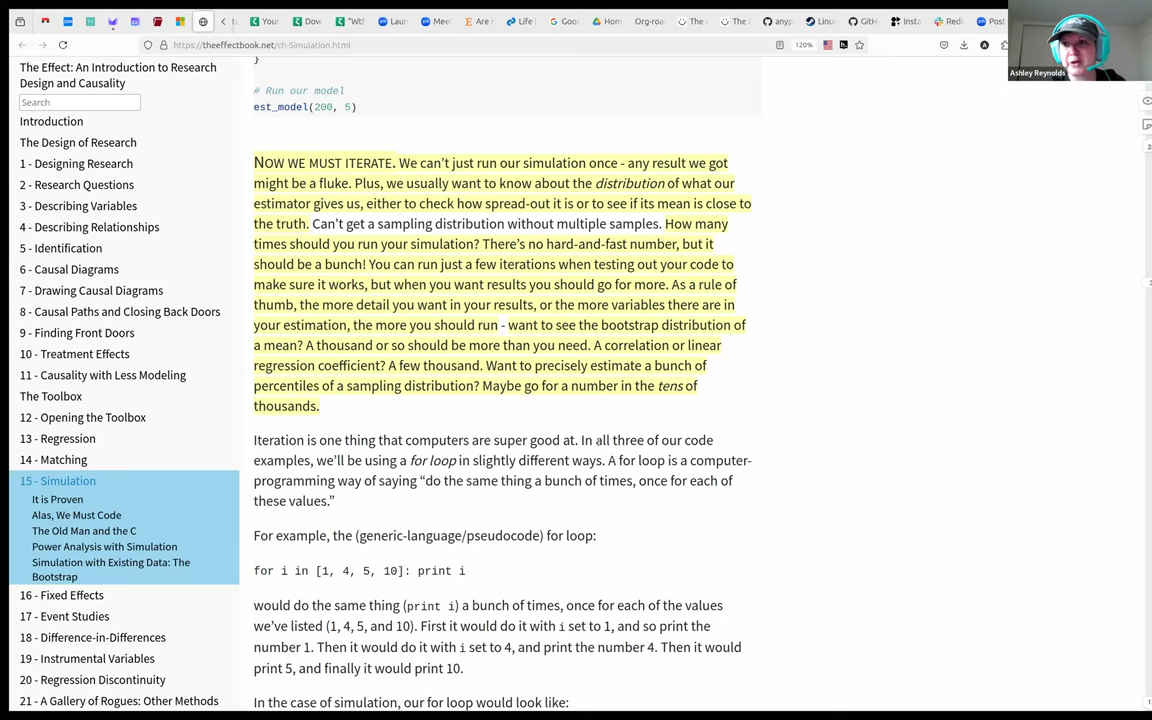 Your
Dow
"Wtf
Laun
Meet
Are r
Life
Goo
Hom
Org-roa
The I
The I
anyp
Linu
GitH
Insta
Redi
Post
https://theeffectbook.net/ch-Simulation.html
120%
Ashley Reynolds
The Effect: An Introduction to Research
Design and Causality
Search
Introduction
The Design of Research
1 - Designing Research
2 - Research Questions
3 - Describing Variables
4 - Describing Relationships
5 - Identification
6 - Causal Diagrams
7 - Drawing Causal Diagrams
8 - Causal Paths and Closing Back Doors
9 - Finding Front Doors
10 - Treatment Effects
11 - Causality with Less Modeling
The Toolbox
12 - Opening the Toolbox
13 - Regression
14 - Matching
15 - Simulation
It is Proven
Alas, We Must Code
The Old Man and the C
Power Analysis with Simulation
Simulation with Existing Data: The
Bootstrap
16 - Fixed Effects
17 - Event Studies
18 - Difference-in-Differences
19 - Instrumental Variables
20 - Regression Discontinuity
21 - A Gallery of Rogues: Other Methods
}
# Run our model
est_model(200, 5)
NOW WE MUST ITERATE. We can't just run our simulation once - any result we got
might be a fluke. Plus, we usually want to know about the distribution of what our
estimator gives us, either to check how spread-out it is or to see if its mean is close to
the truth. Can't get a sampling distribution without multiple samples. How many
times should you run your simulation? There's no hard-and-fast number, but it
should be a bunch! You can run just a few iterations when testing out your code to
make sure it works, but when you want results you should go for more. As a rule of
thumb, the more detail you want in your results, or the more variables there are in
your estimation, the more you should run - want to see the bootstrap distribution of
a mean? A thousand or so should be more than you need. A correlation or linear
regression coefficient? A few thousand. Want to precisely estimate a bunch of
percentiles of a sampling distribution? Maybe go for a number in the tens of
thousands.
Iteration is one thing that computers are super good at. In all three of our code
examples, we'll be using a for loop in slightly different ways. A for loop is a computer-
programming way of saying "do the same thing a bunch of times, once for each of
these values."
For example, the (generic-language/pseudocode) for loop:
for i in [1, 4, 5, 10]: print i
would do the same thing (print i) a bunch of times, once for each of the values
we've listed (1, 4, 5, and 10). First it would do it with i set to 1, and so print the
number 1. Then it would do it with i set to 4, and print the number 4. Then it would
print 5, and finally it would print 10.
In the case of simulation, our for loop would look like: